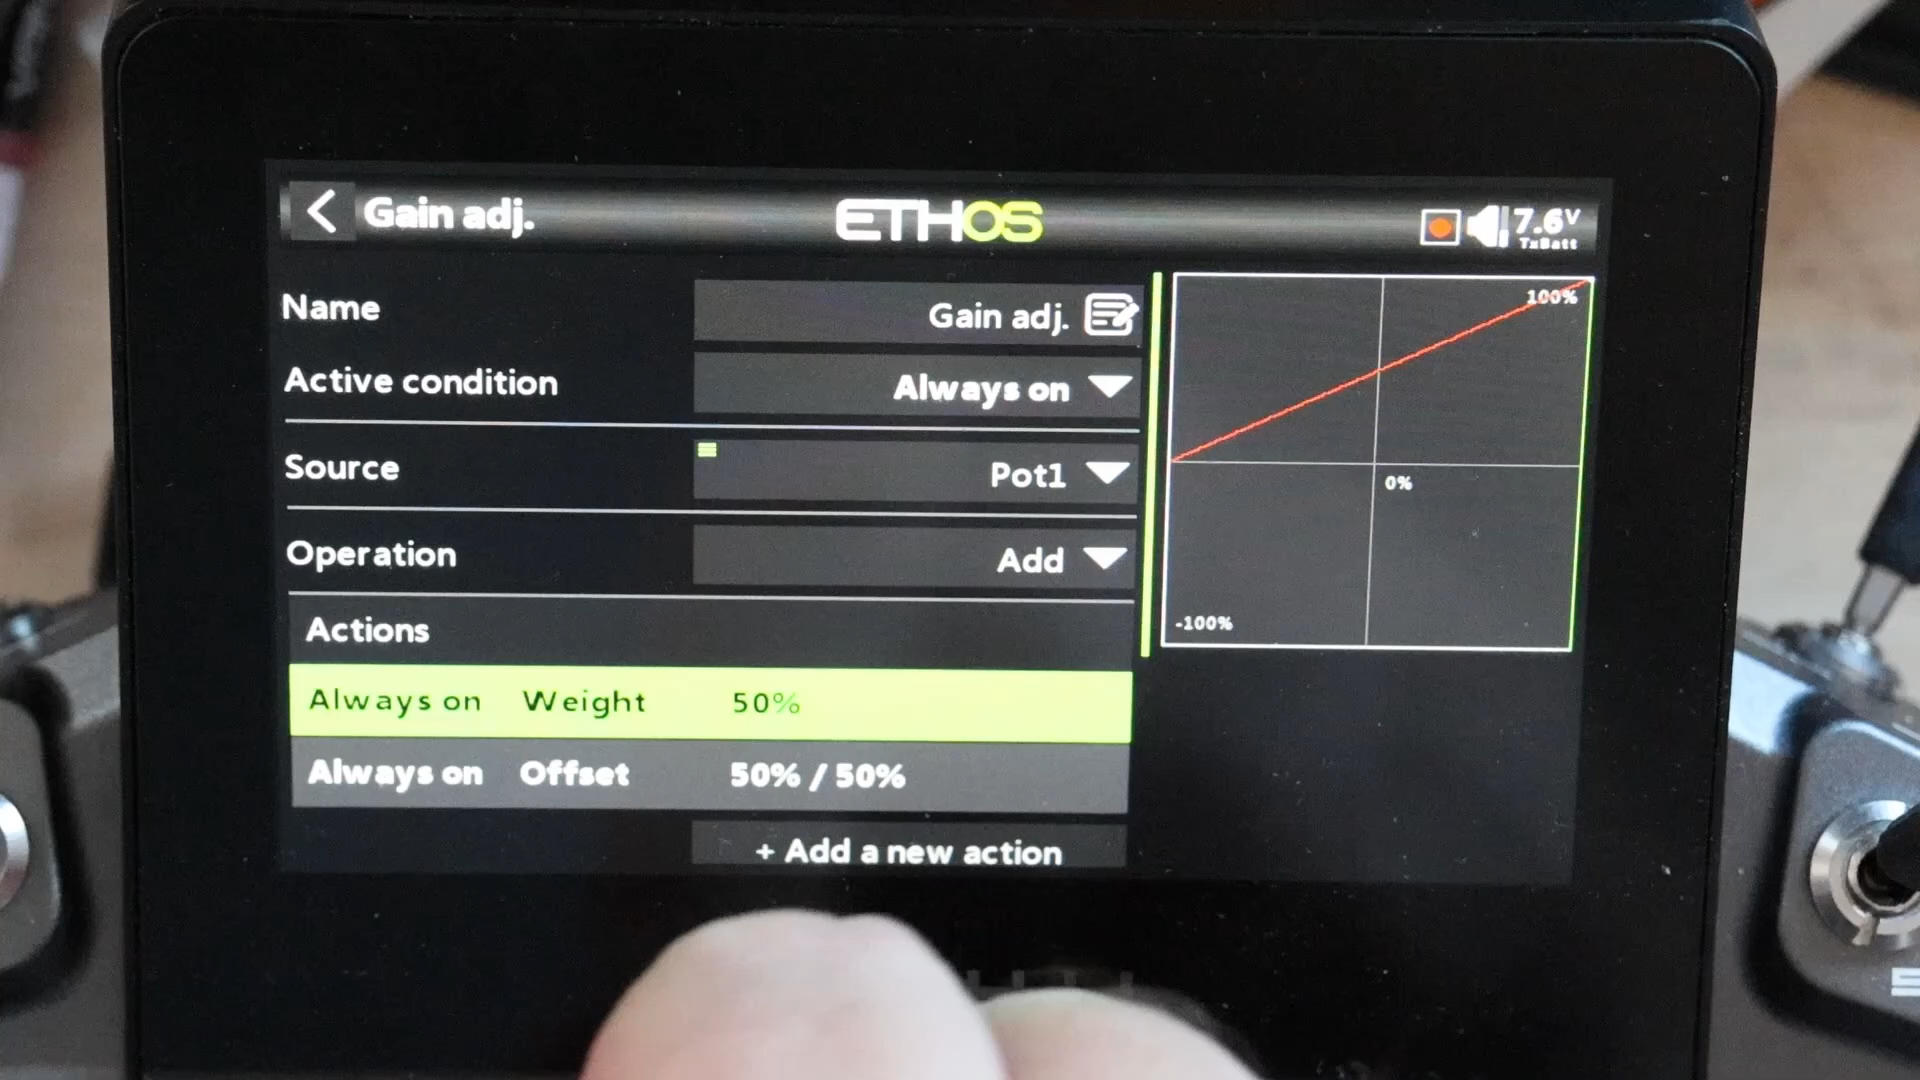 Gain adj.
ETHOS
7.6V
TxBatt
Name
Gain adj.
Active condition
Always on
Source
Pot1
Operation
Add
Actions
Always on Weight 50%
Always on Offset 50% / 50%
+ Add a new action
100%
0%
-100%